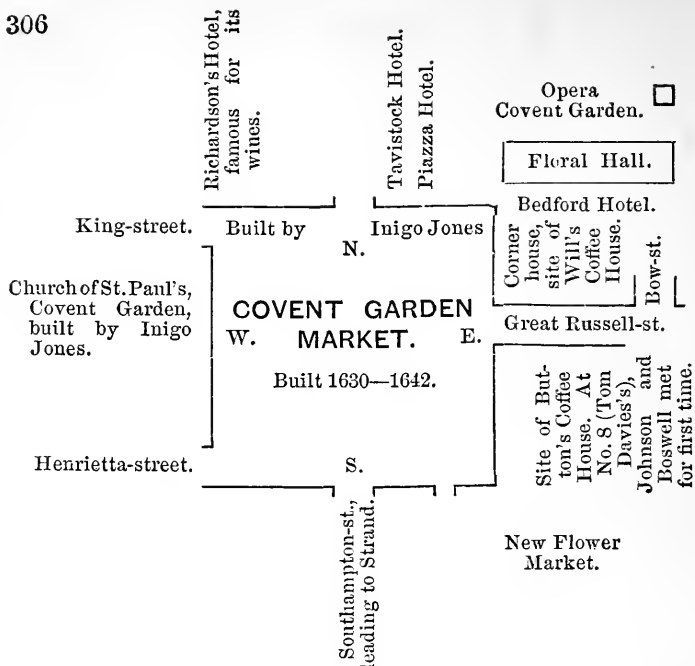 306
Richardson's Hotel,
famous for its
wines.
Tavistock Hotel.
Piazza Hotel.
Opera
Covent Garden.
Floral Hall.
Bedford Hotel.
King-street.
Built by
Inigo Jones
N.
Corner
house,
site of
Will's
Coffee
House.
Bow-st.
Church of St. Paul's,
Covent Garden,
built by Inigo
Jones.
COVENT GARDEN
W. MARKET. E.
Great Russell-st.
Built 1630—1642.
Site of But-
ton's Coffee
House. At
No. 8 (Tom
Davies's),
Johnson and
Boswell met
for first time.
Henrietta-street.
S.
Southampton-st.,
leading to Strand.
New Flower
Market.